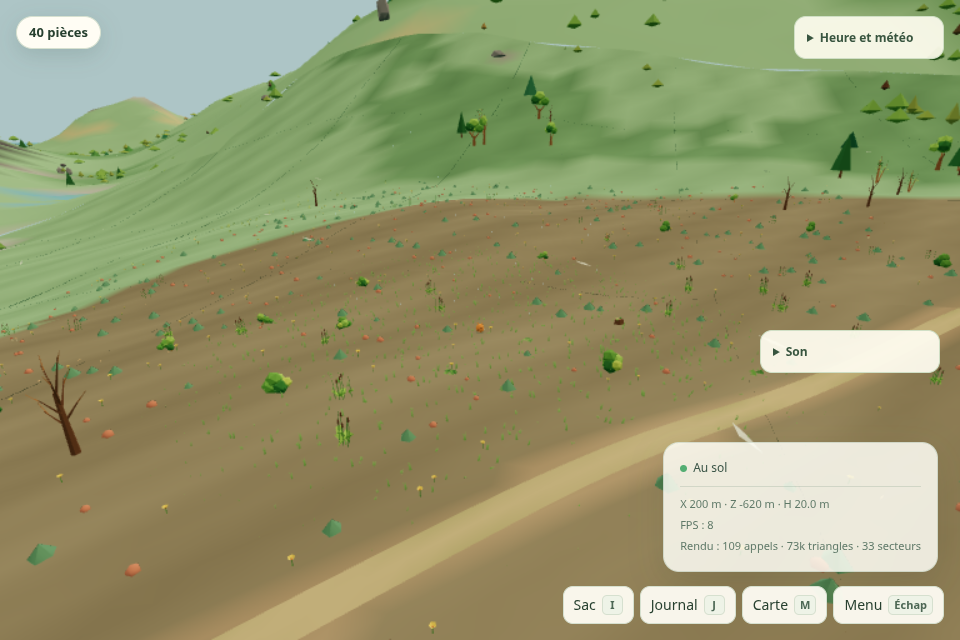 40 pièces
▶ Heure et météo
▶ Son
Au sol
X 200 m · Z -620 m · H 20.0 m
FPS : 8
Rendu : 109 appels · 73k triangles · 33 secteurs
Sac I
Journal J
Carte M
Menu Échap